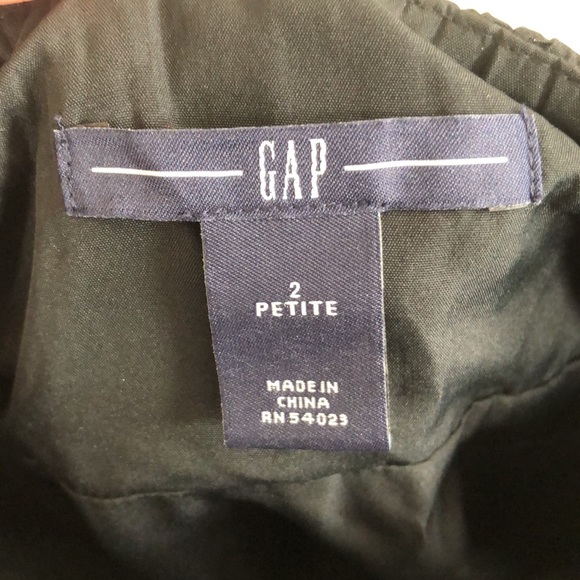 GAP
2
PETITE
MADE IN
CHINA
RN 54023